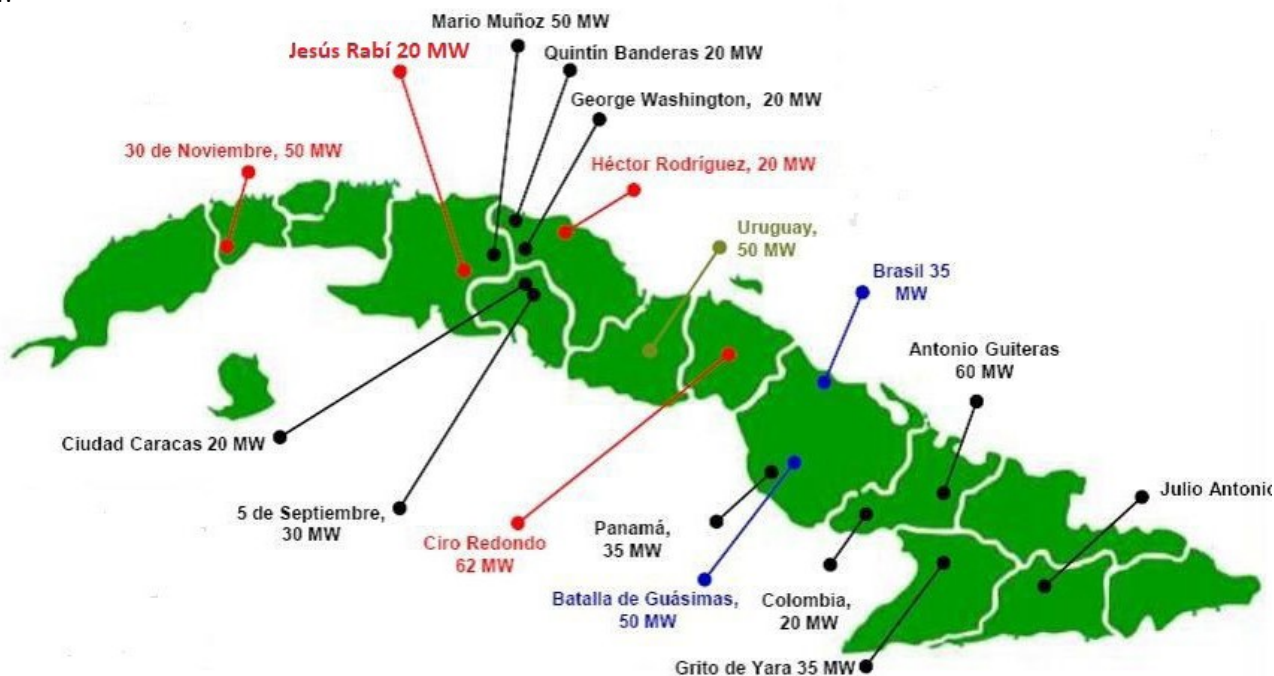 Mario Muñoz 50 MW
Jesús Rabí 20 MW
Quintín Banderas 20 MW
George Washington, 20 MW
30 de Noviembre, 50 MW
Héctor Rodríguez, 20 MW
Uruguay,
50 MW
Brasil 35
MW
Antonio Guiteras
60 MW
Ciudad Caracas 20 MW
5 de Septiembre,
30 MW
Ciro Redondo
62 MW
Panamá,
35 MW
Julio Antonio
Batalla de Guásimas,
50 MW
Colombia,
20 MW
Grito de Yara 35 MW